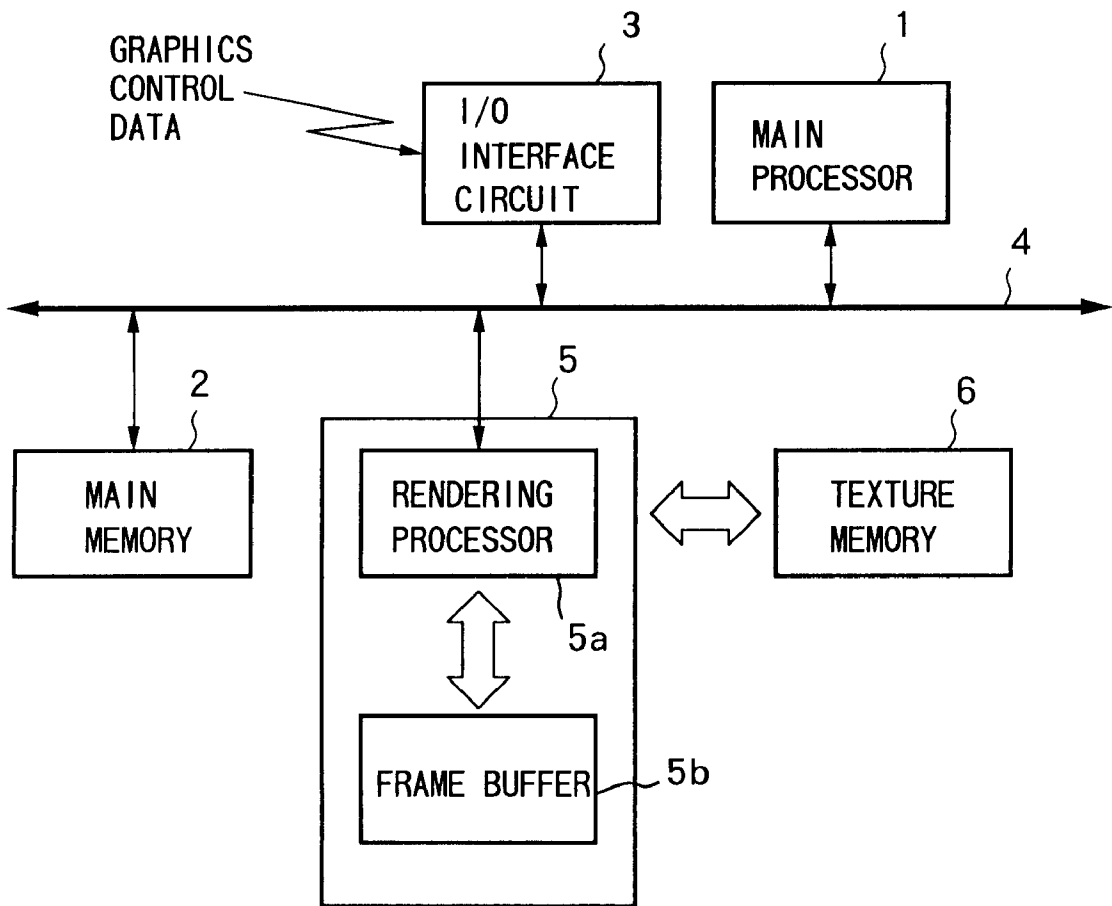 GRAPHICS
CONTROL
DATA
3
I/O
INTERFACE
CIRCUIT
1
MAIN
PROCESSOR
4
2
MAIN
MEMORY
5
RENDERING
PROCESSOR
5a
6
TEXTURE
MEMORY
FRAME BUFFER
5b